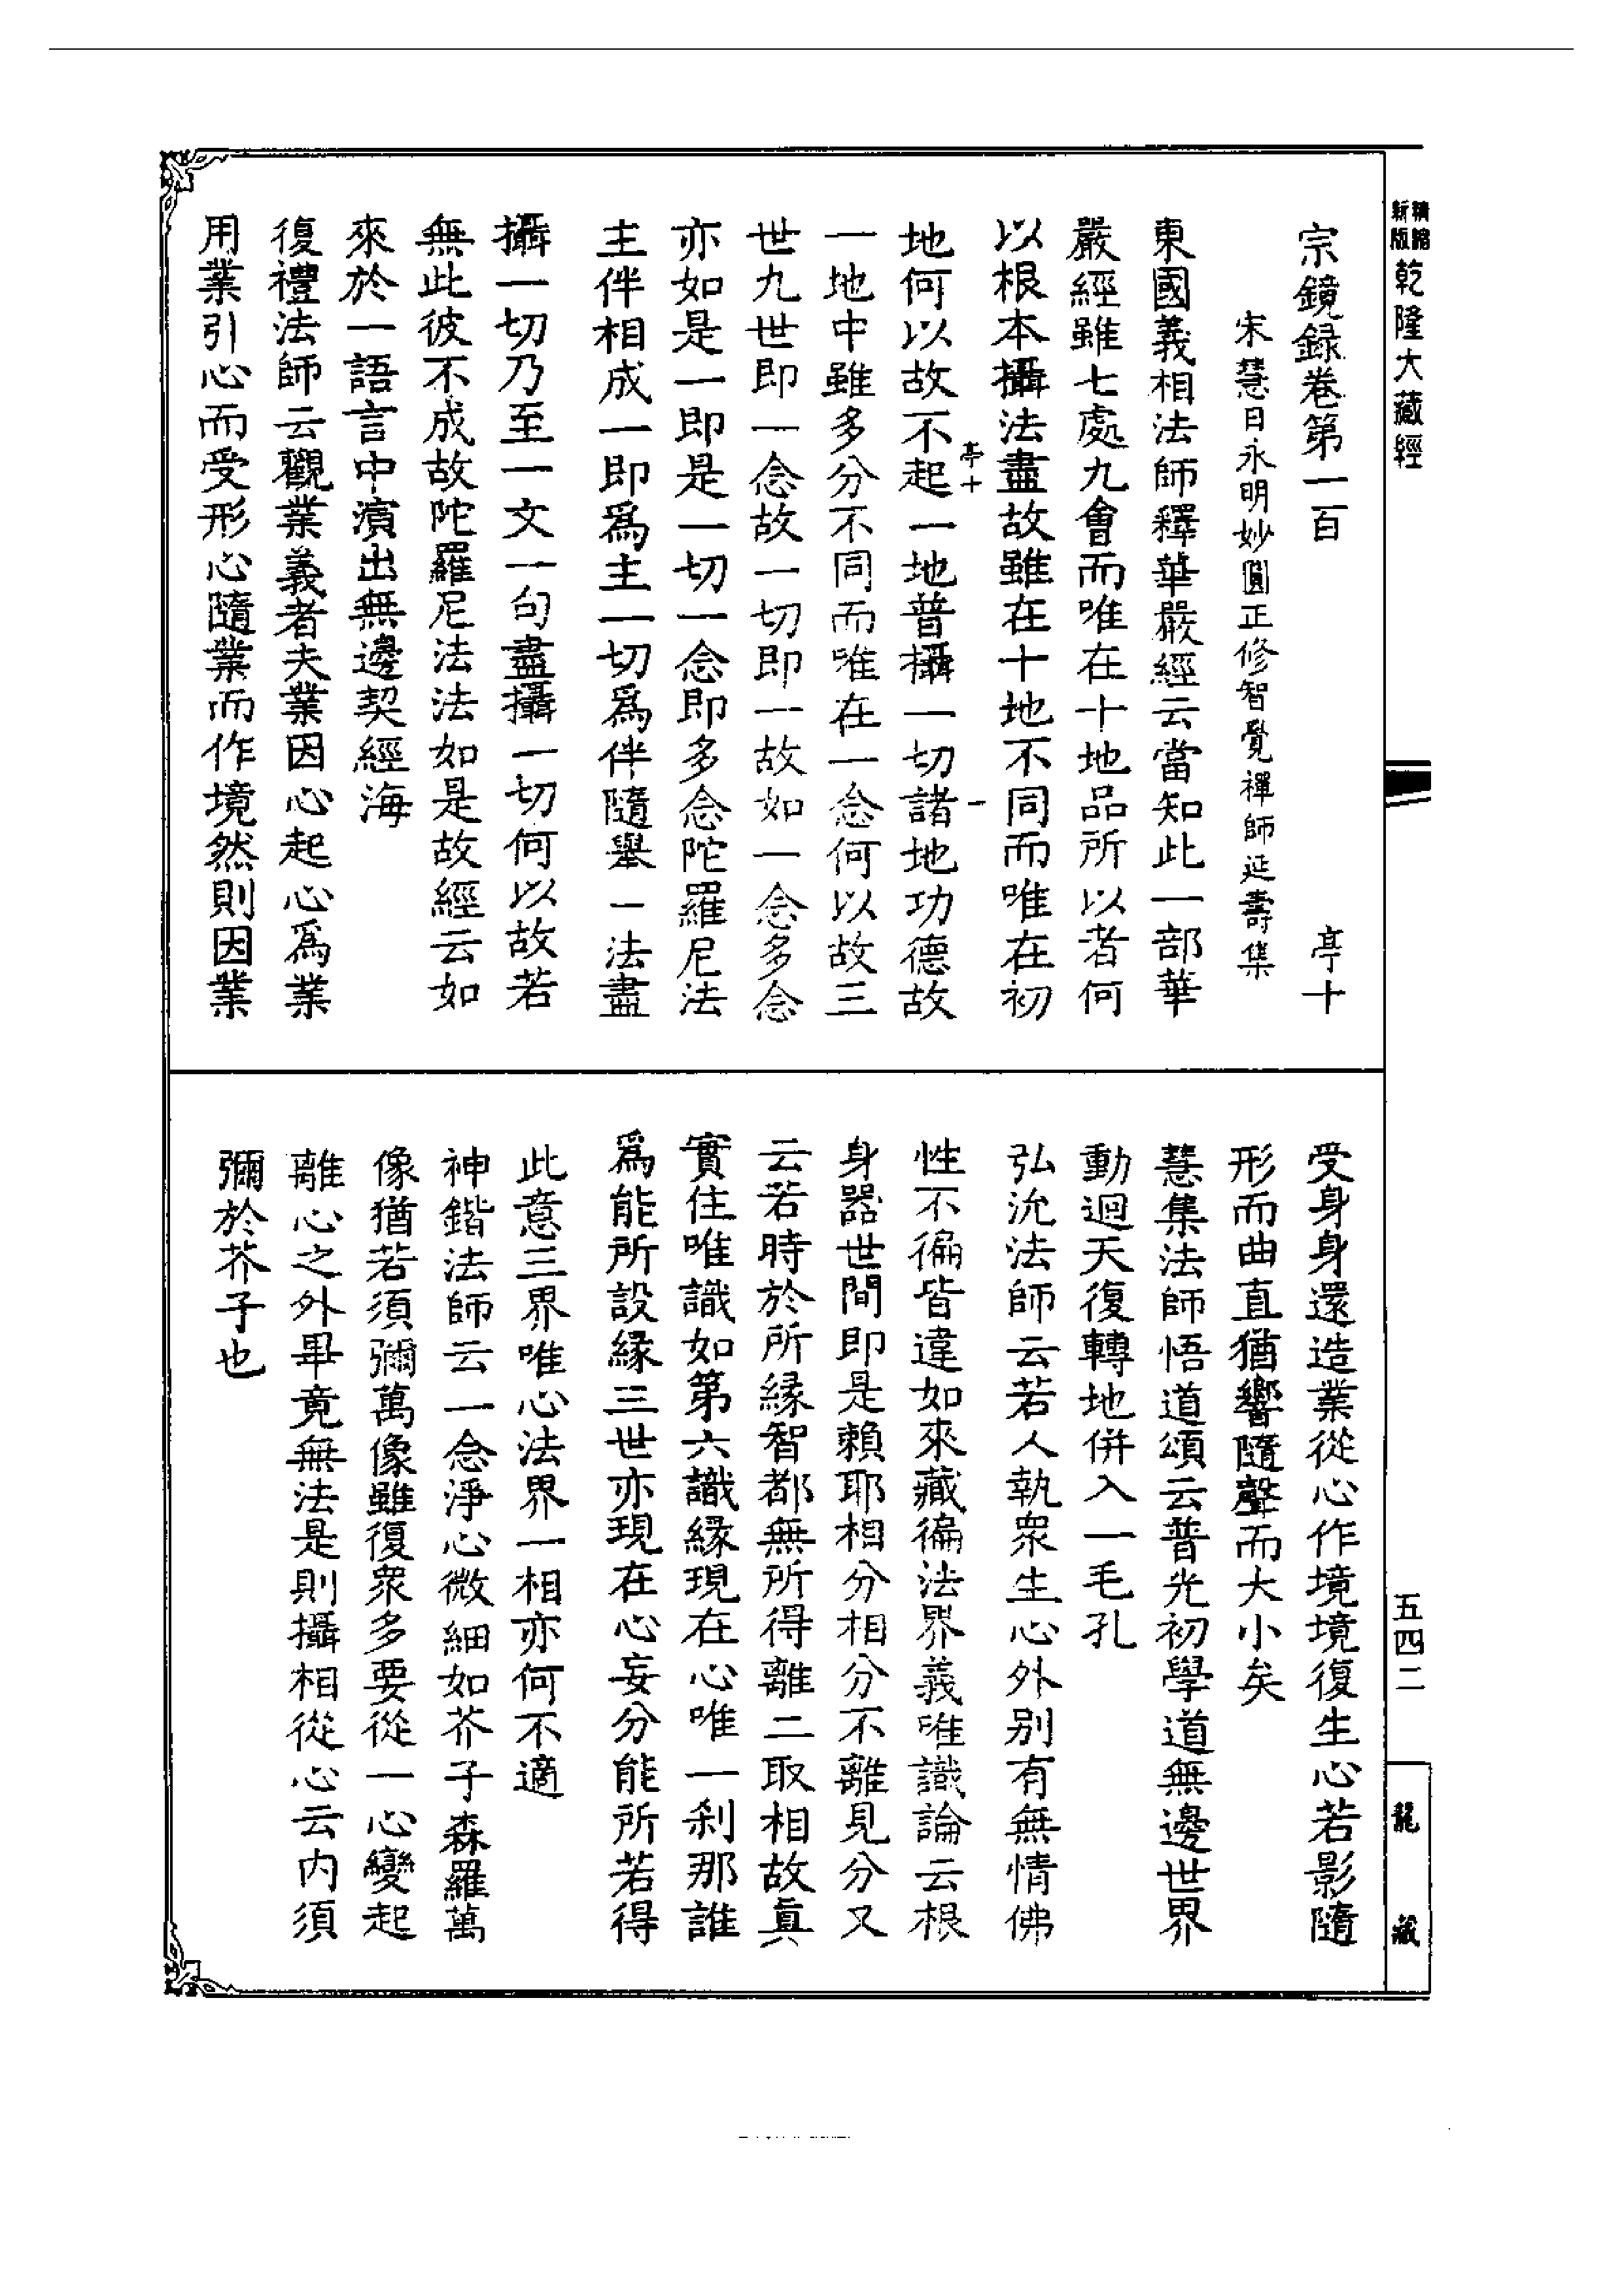 新編縮版乾隆大藏經
宗鏡錄卷第一百 亭十
宋慧日永明妙圓正修智覺禪師延壽集
東國義相法師釋華嚴經云當知此一部華
嚴經雖七處九會而唯在十地品所以者何
以根本攝法盡故雖在十地不同而唯在初
亭十 一
地何以故不起一地普攝一切諸地功德故
一地中雖多分不同而唯在一念何以故三
世九世即一念故一切即一故如一念多念
亦如是一即是一切一念即多念陀羅尼法
主伴相成一即爲主一切爲伴隨舉一法盡
攝一切乃至一文一句盡攝一切何以故若
無此彼不成故陀羅尼法法如是故經云如
來於一語言中演出無邊契經海
復禮法師云觀業義者夫業因心起心爲業
用業引心而受形心隨業而作境然則因業
受身身還造業從心作境境復生心若影隨
形而曲直猶響隨聲而大小矣
慧集法師悟道頌云普光初學道無邊世界
動迴天復轉地併入一毛孔
弘沇法師云若人執眾生心外別有無情佛
性不徧皆違如來藏徧法界義唯識論云根
身器世間即是賴耶相分相分不離見分又
云若時於所緣智都無所得離二取相故真
實住唯識如第六識緣現在心唯一刹那誰
爲能所設緣三世亦現在心妄分能所若得
此意三界唯心法界一相亦何不適
神鍇法師云一念淨心微細如芥子森羅萬
像猶若須彌萬像雖復眾多要從一心變起
離心之外畢竟無法是則攝相從心云內須
彌於芥子也
五四二
龍藏